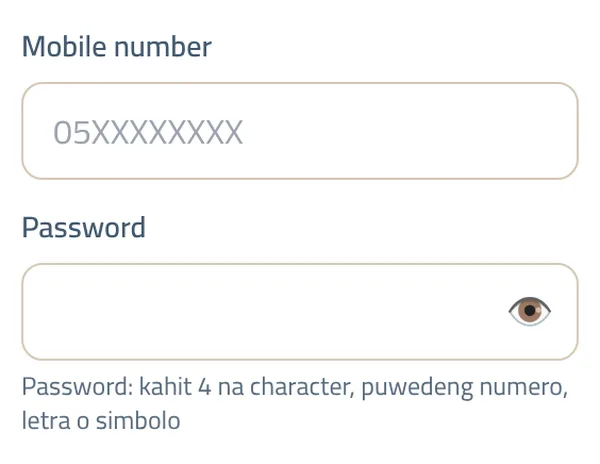 Mobile number
05XXXXXXXX
Password
Password: kahit 4 na character, puwedeng numero,
letra o simbolo